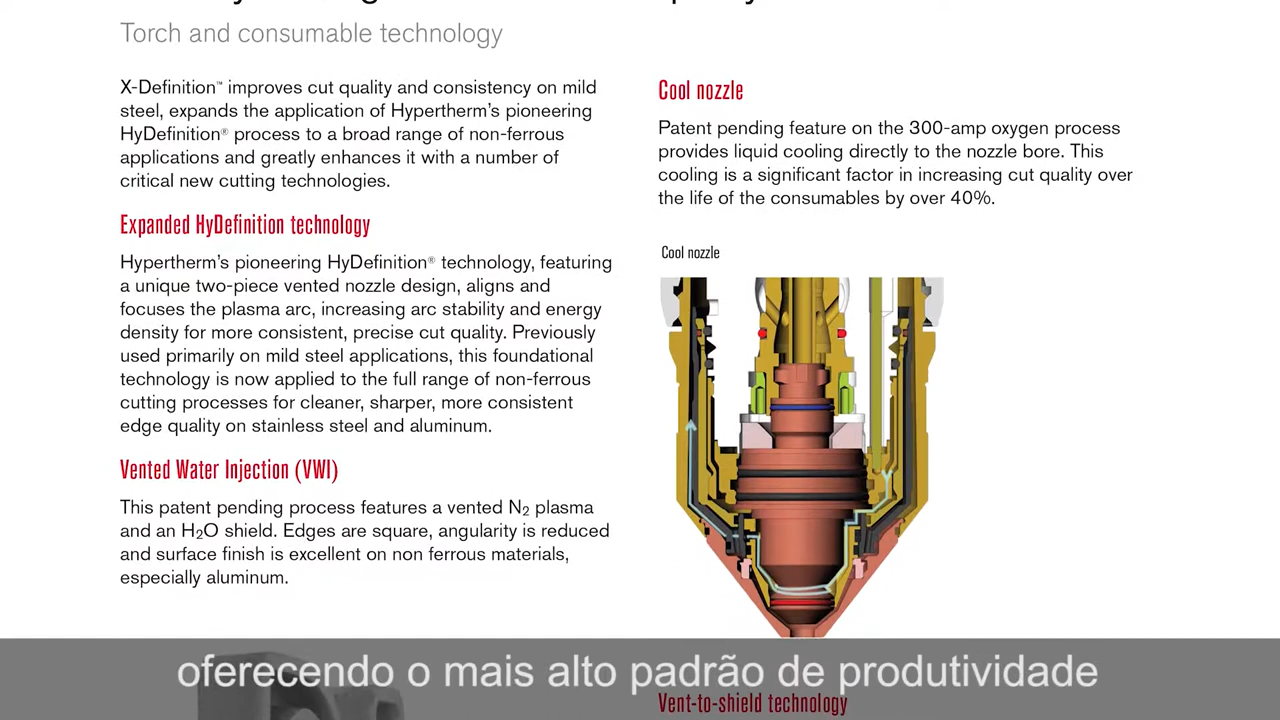 Torch and consumable technology
X-Definition™ improves cut quality and consistency on mild
steel, expands the application of Hypertherm's pioneering
HyDefinition® process to a broad range of non-ferrous
applications and greatly enhances it with a number of
critical new cutting technologies.
Expanded HyDefinition technology
Hypertherm's pioneering HyDefinition® technology, featuring
a unique two-piece vented nozzle design, aligns and
focuses the plasma arc, increasing arc stability and energy
density for more consistent, precise cut quality. Previously
used primarily on mild steel applications, this foundational
technology is now applied to the full range of non-ferrous
cutting processes for cleaner, sharper, more consistent
edge quality on stainless steel and aluminum.
Vented Water Injection (VWI)
This patent pending process features a vented N2 plasma
and an H2O shield. Edges are square, angularity is reduced
and surface finish is excellent on non ferrous materials,
especially aluminum.
Cool nozzle
Patent pending feature on the 300-amp oxygen process
provides liquid cooling directly to the nozzle bore. This
cooling is a significant factor in increasing cut quality over
the life of the consumables by over 40%.
Cool nozzle
Vent-to-shield technology
oferecendo o mais alto padrão de produtividade